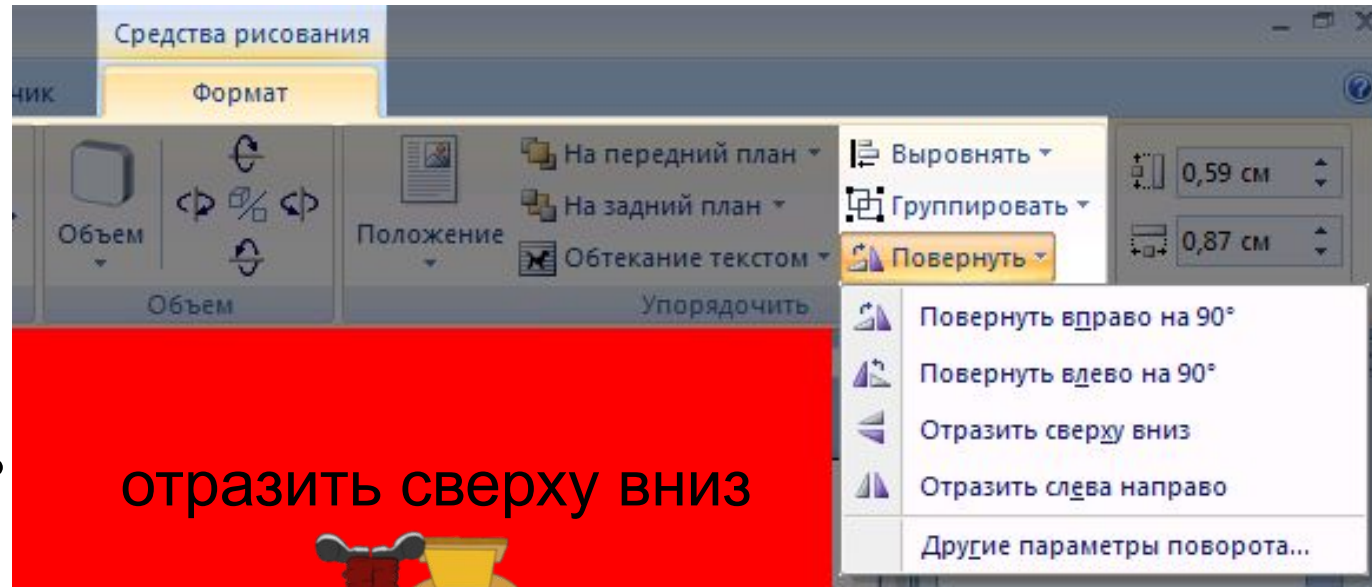 Средства рисования
чик
Формат
На передний план
Выровнять
0,59 см
На задний план
Группировать
Объем
Положение
Обтекание текстом
Повернуть
0,87 см
Объем
Упорядочить
Повернуть вправо на 90°
Повернуть влево на 90°
Отразить сверху вниз
Отразить слева направо
Другие параметры поворота...
отразить сверху вниз